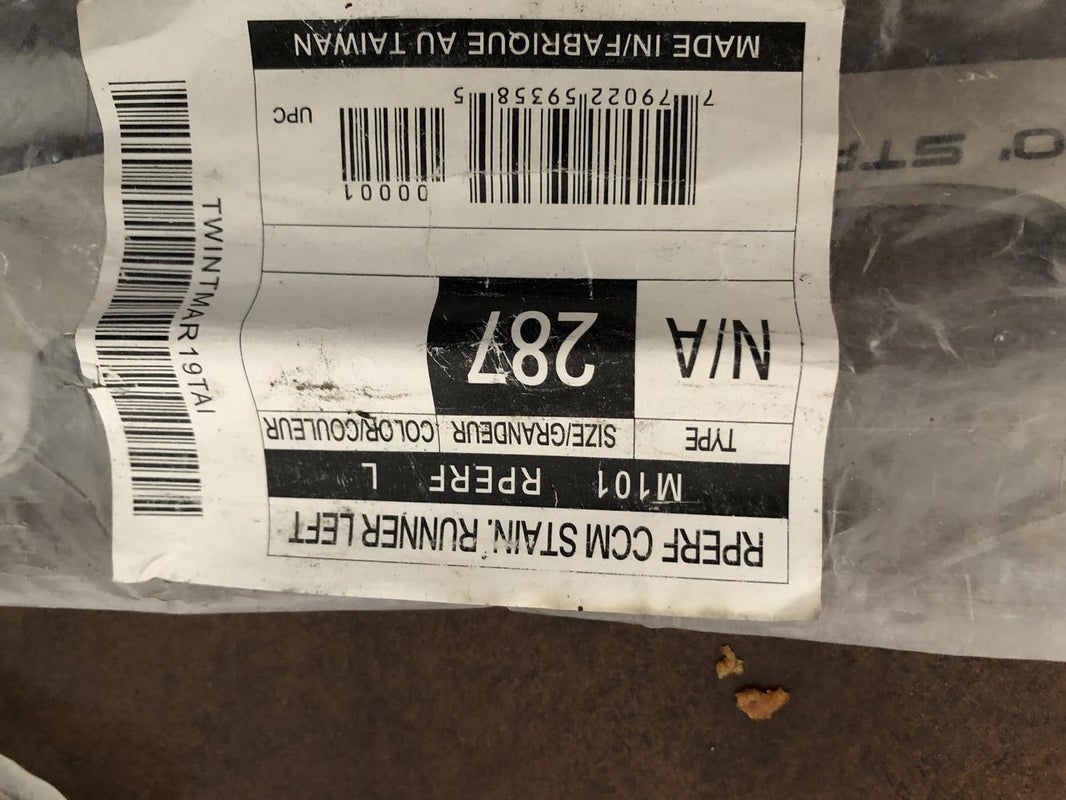 RPERF CCM STAIN. RUNNER LEFT
M101 RPERF L
TYPE SIZE/GRANDEUR COLOR/COULEUR
N/A 287
00001
7 79022 59358 5 UPC
MADE IN/FABRIQUE AU TAIWAN
TWINTMAR19TAI